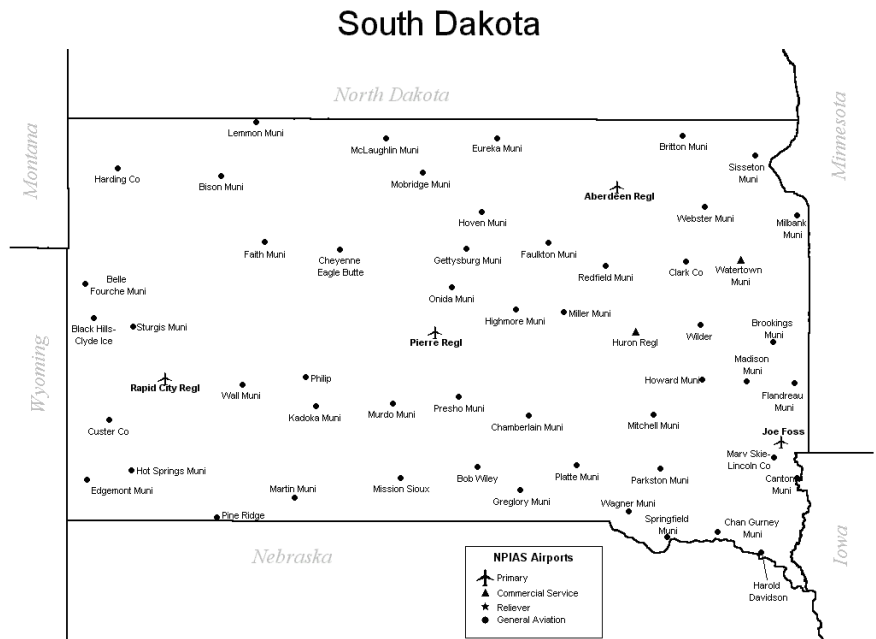 South Dakota
North Dakota
Montana
Minnesota
Wyoming
Nebraska
Iowa
Lemmon Muni
McLaughlin Muni
Eureka Muni
Britton Muni
Sisseton
Muni
Harding Co
Bison Muni
Mobridge Muni
Aberdeen Regl
Hoven Muni
Webster Muni
Milbank
Muni
Faith Muni
Cheyenne
Eagle Butte
Gettysburg Muni
Faulkton Muni
Redfield Muni
Clark Co
Watertown
Muni
Belle
Fourche Muni
Onida Muni
Highmore Muni
Miller Muni
Black Hills-
Clyde Ice
Sturgis Muni
Pierre Regl
Huron Regl
Wilder
Brookings
Muni
Madison
Muni
Rapid City Regl
Wall Muni
Philip
Kadoka Muni
Murdo Muni
Presho Muni
Chamberlain Muni
Howard Muni
Flandreau
Muni
Mitchell Muni
Custer Co
Joe Foss
Marv Skie-
Lincoln Co
Canton
Muni
Hot Springs Muni
Edgemont Muni
Martin Muni
Mission Sioux
Bob Wiley
Platte Muni
Parkston Muni
Greglory Muni
Wagner Muni
Pine Ridge
Springfield
Muni
Chan Gurney
Muni
Harold
Davidson
NPIAS Airports
Primary
Commercial Service
Reliever
General Aviation